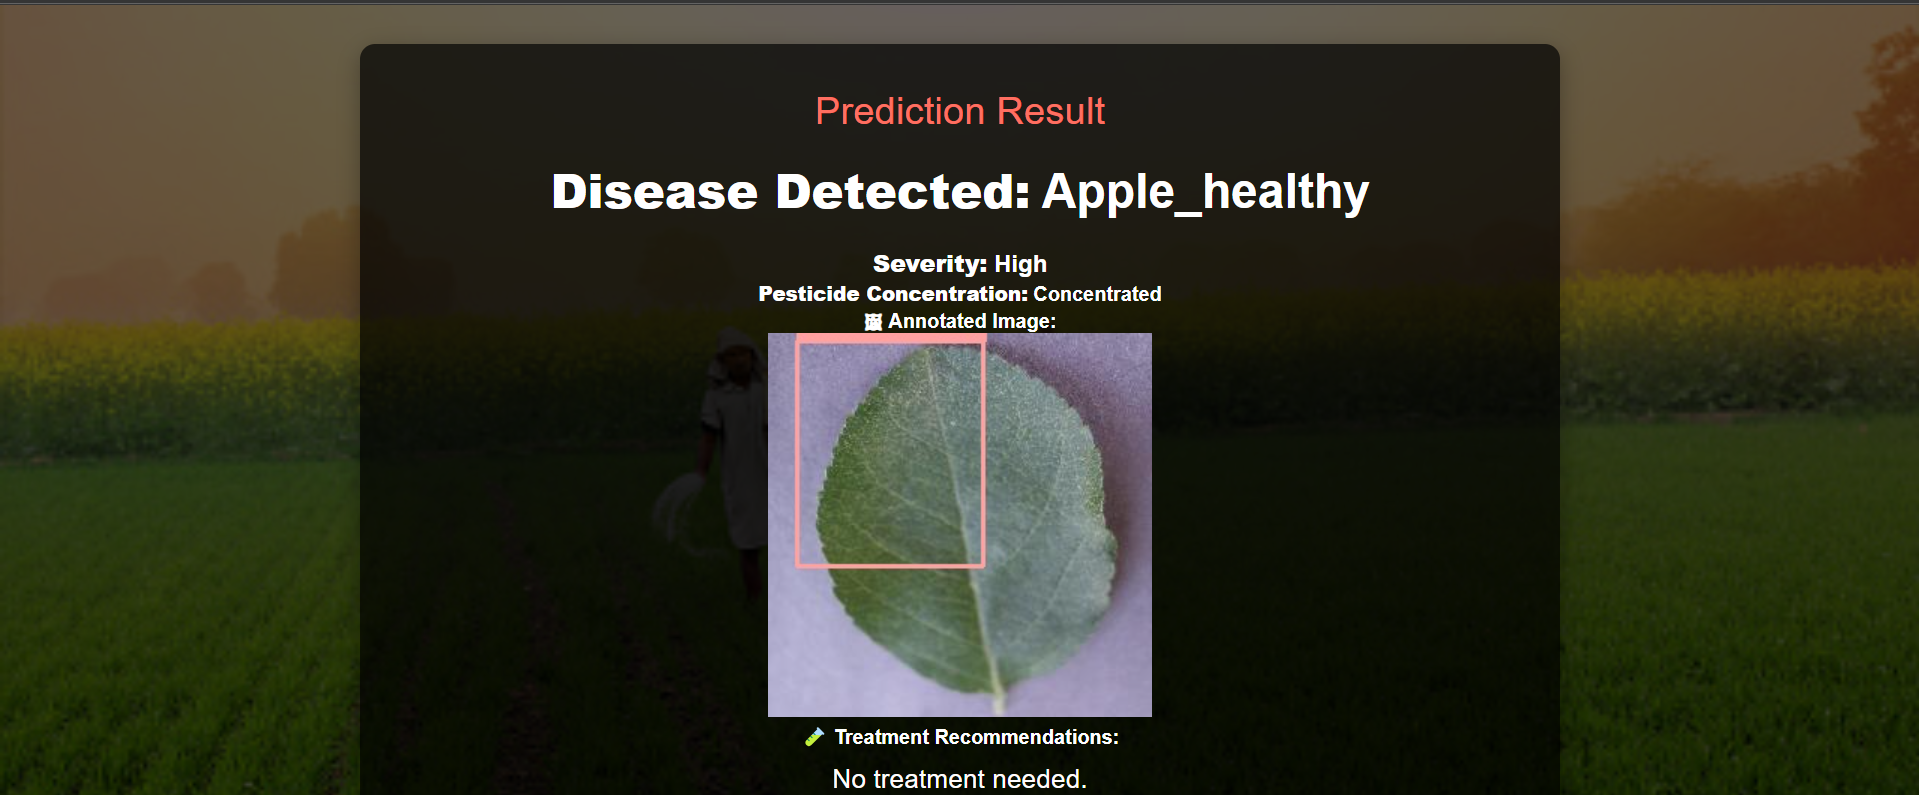 Prediction Result
Disease Detected: Apple_healthy
Severity: High
Pesticide Concentration: Concentrated
Annotated Image:
Treatment Recommendations:
No treatment needed.